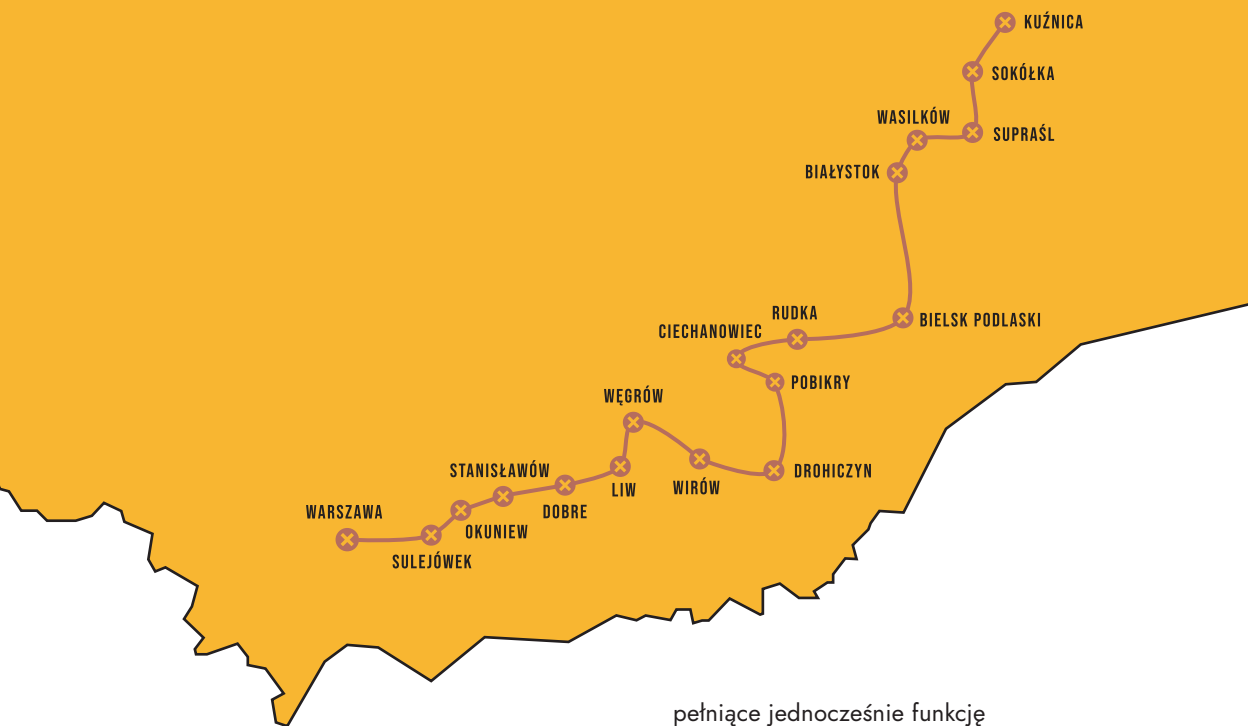 KUŹNICA
SOKÓŁKA
WASILKÓW
SUPRAŚL
BIAŁYSTOK
RUDKA
BIELSK PODLASKI
CIECHANOWIEC
POBIKRY
WĘGRÓW
STANISŁAWÓW
DROHICZYN
LIW
WIRÓW
WARSZAWA
DOBRE
OKUNIEW
SULEJÓWEK
pełniące jednocześnie funkcję